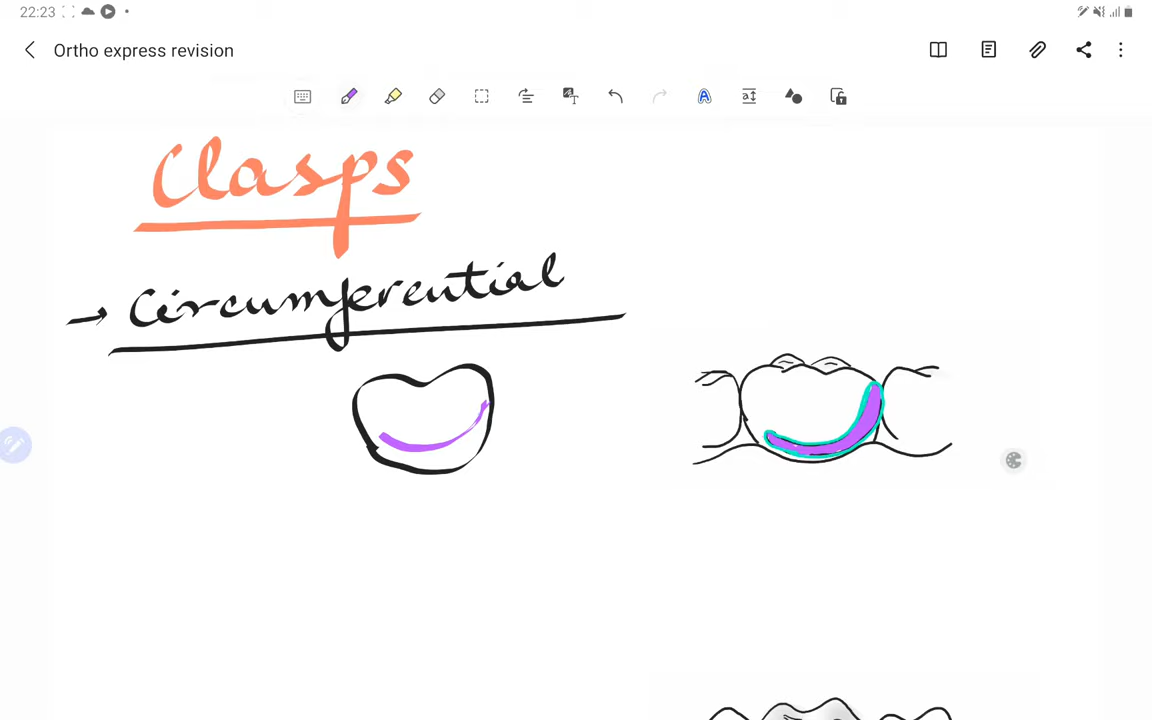 22:23
Ortho express revision
Clasps
→ Circumferential